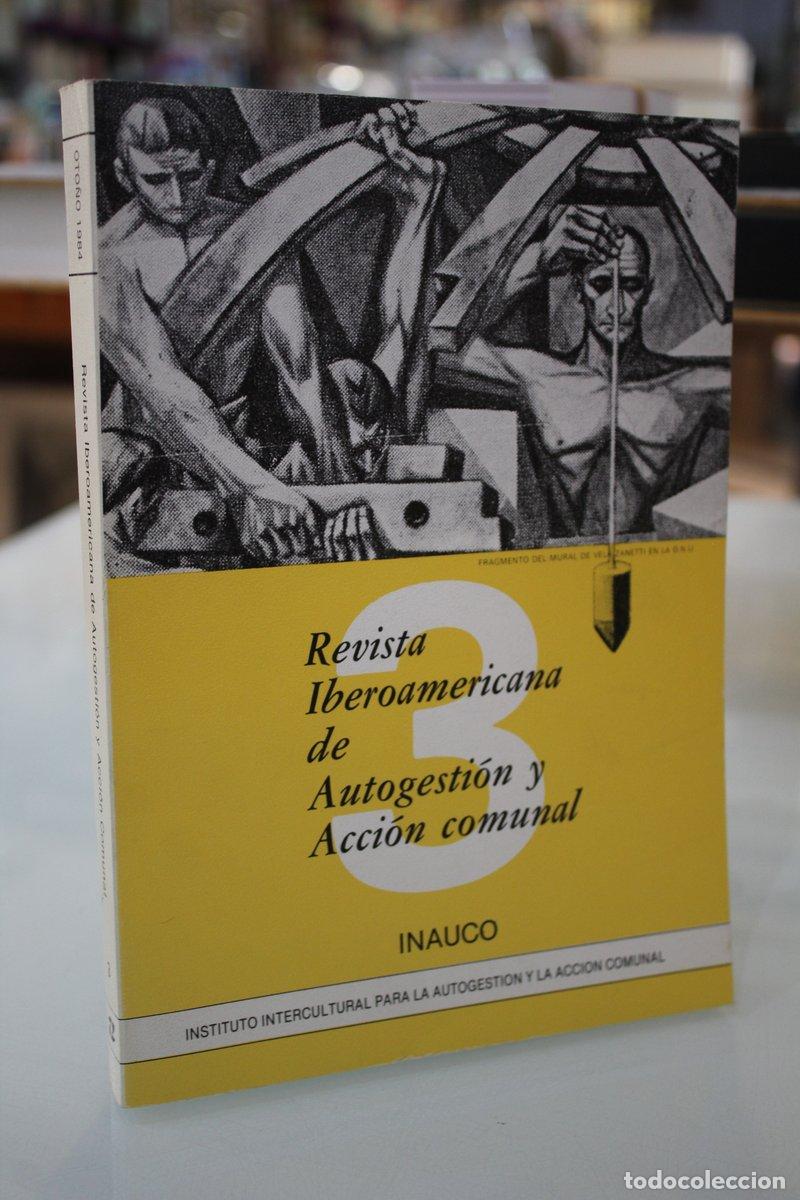 OTOÑO 1984
Revista Iberoamericana de Autogestión y Acción Comunal
FRAGMENTO DEL MURAL DE VELA ZANETTI EN LA O.N.U.
3
Revista
Iberoamericana
de
Autogestión y
Acción comunal
INAUCO
INSTITUTO INTERCULTURAL PARA LA AUTOGESTION Y LA ACCION COMUNAL
todocoleccion